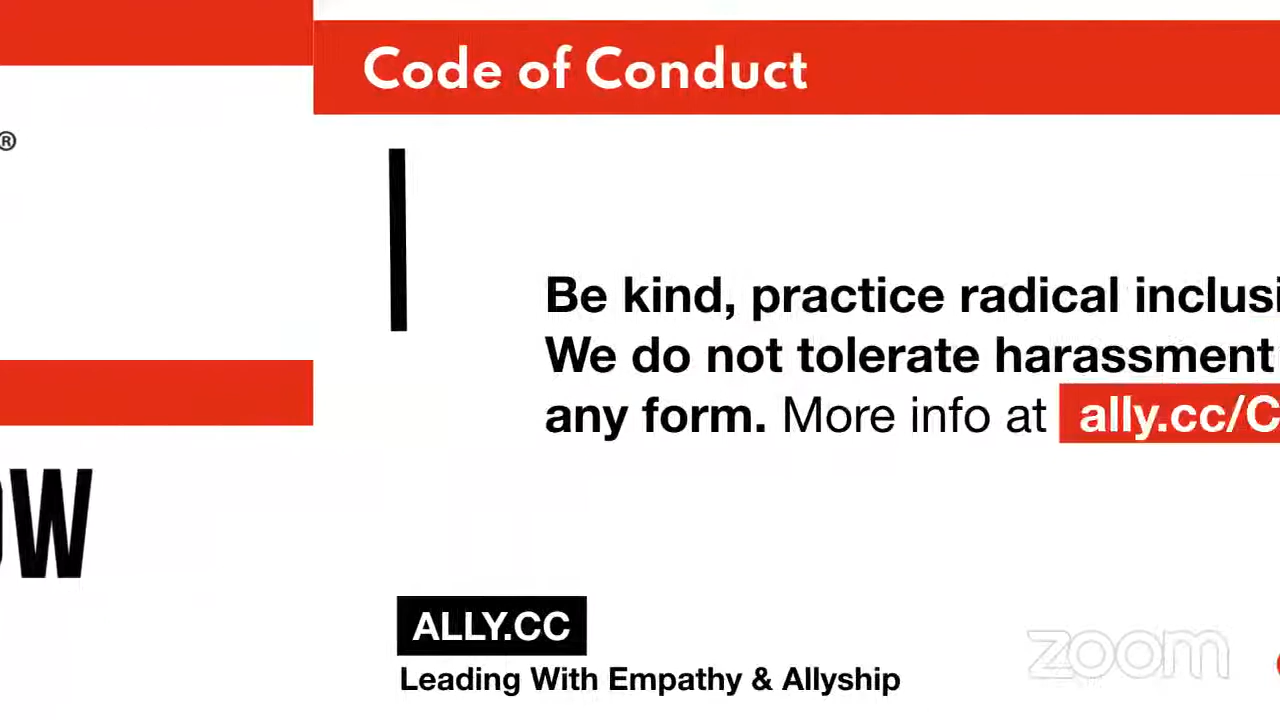 ®
OW
Code of Conduct
Be kind, practice radical inclusi
We do not tolerate harassment
any form. More info at ally.cc/C
ALLY.CC
Leading With Empathy & Allyship
zoom